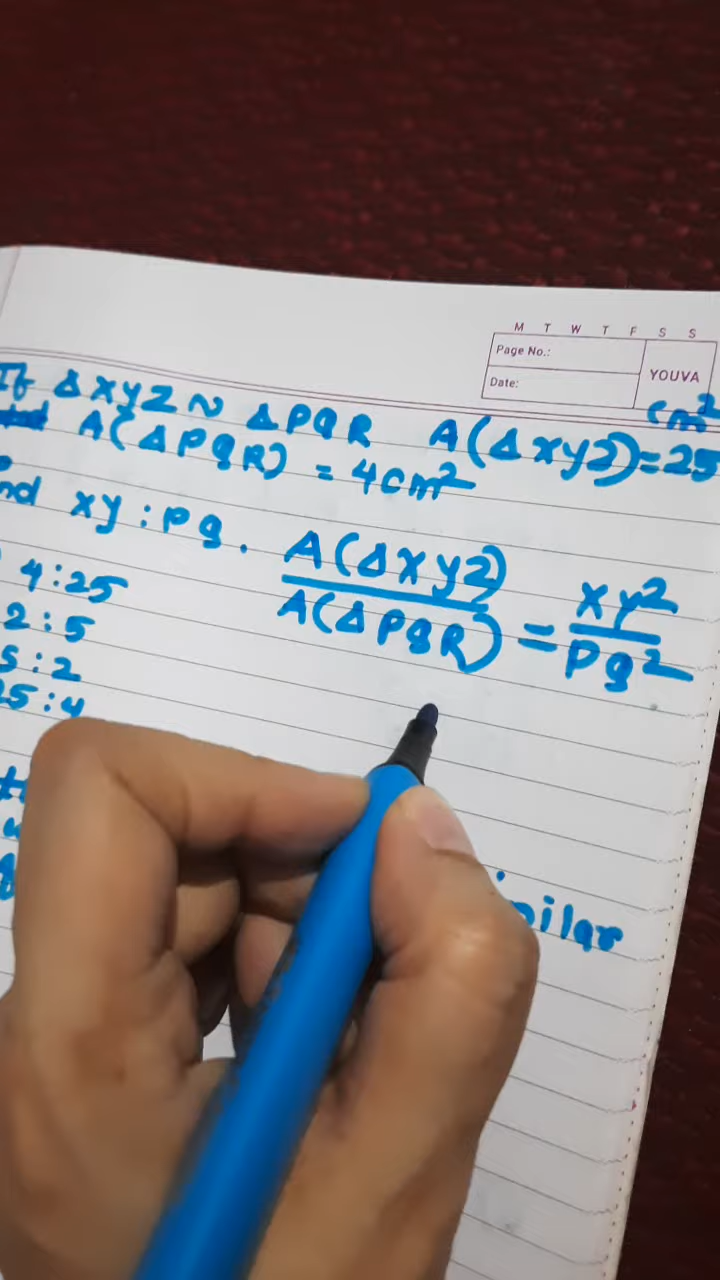 M T W T F S S
Page No.:
YOUVA
Date:
If ΔXYZ ~ ΔPQR A(ΔXYZ)=25 cm²
A(ΔPQR) = 4cm²
XY : PQ.
A(ΔXYZ)/A(ΔPQR) = XY²/PQ²
4:25
2:5
5:2
25:4